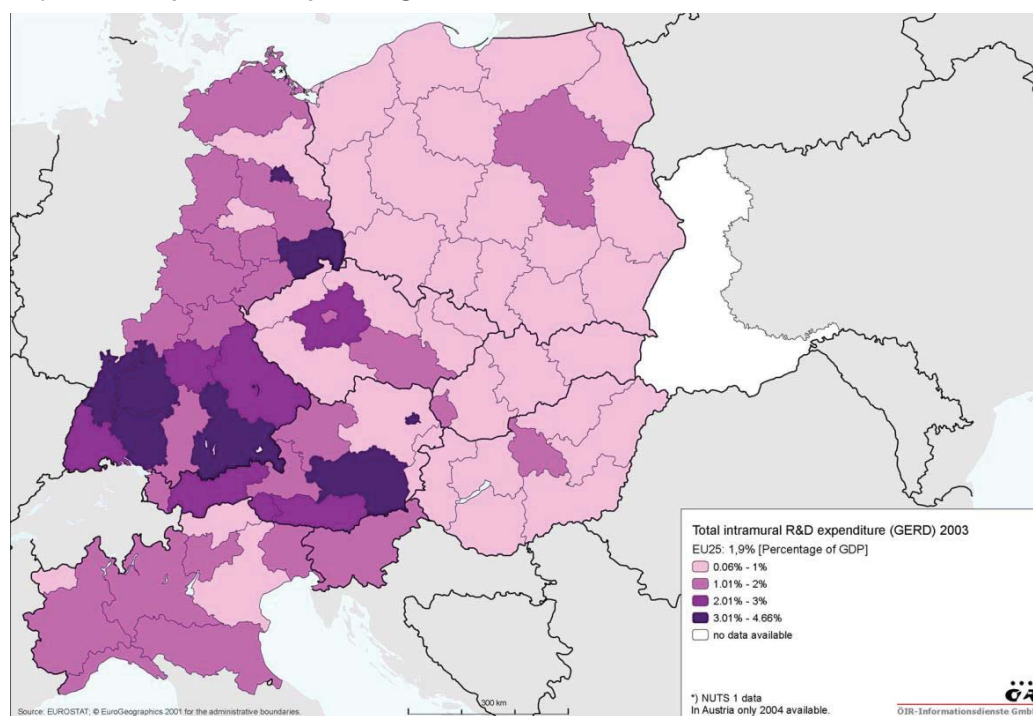 300 km
Total intramural R&D expenditure (GERD) 2003
EU25: 1,9% [Percentage of GDP]
0.06% - 1%
1.01% - 2%
2.01% - 3%
3.01% - 4.66%
no data available
*) NUTS 1 data
In Austria only 2004 available.
Source: EUROSTAT; © EuroGeographics 2001 for the administrative boundaries.
ÖIR-Informationsdienste Gmb